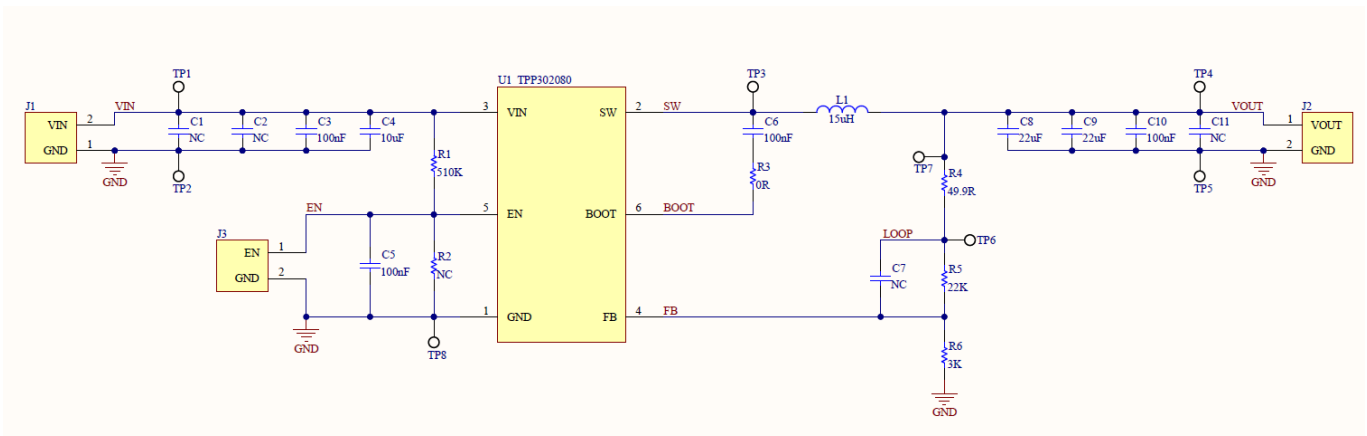 U1 TPP302080
TP1
TP3
TP4
J1
VIN
2
VIN
1
GND
GND
C1
NC
C2
NC
C3
100nF
C4
10uF
TP2
R1
510K
3
VIN
SW
2
SW
5
EN
BOOT
6
BOOT
1
GND
FB
4
FB
EN
J3
EN
1
GND
2
GND
C5
100nF
R2
NC
TP8
C6
100nF
R3
0R
L1
15uH
TP7
R4
49.9R
LOOP
TP6
C7
NC
R5
22K
R6
3K
GND
C8
22uF
C9
22uF
C10
100nF
C11
NC
TP5
VOUT
J2
1
VOUT
2
GND
GND